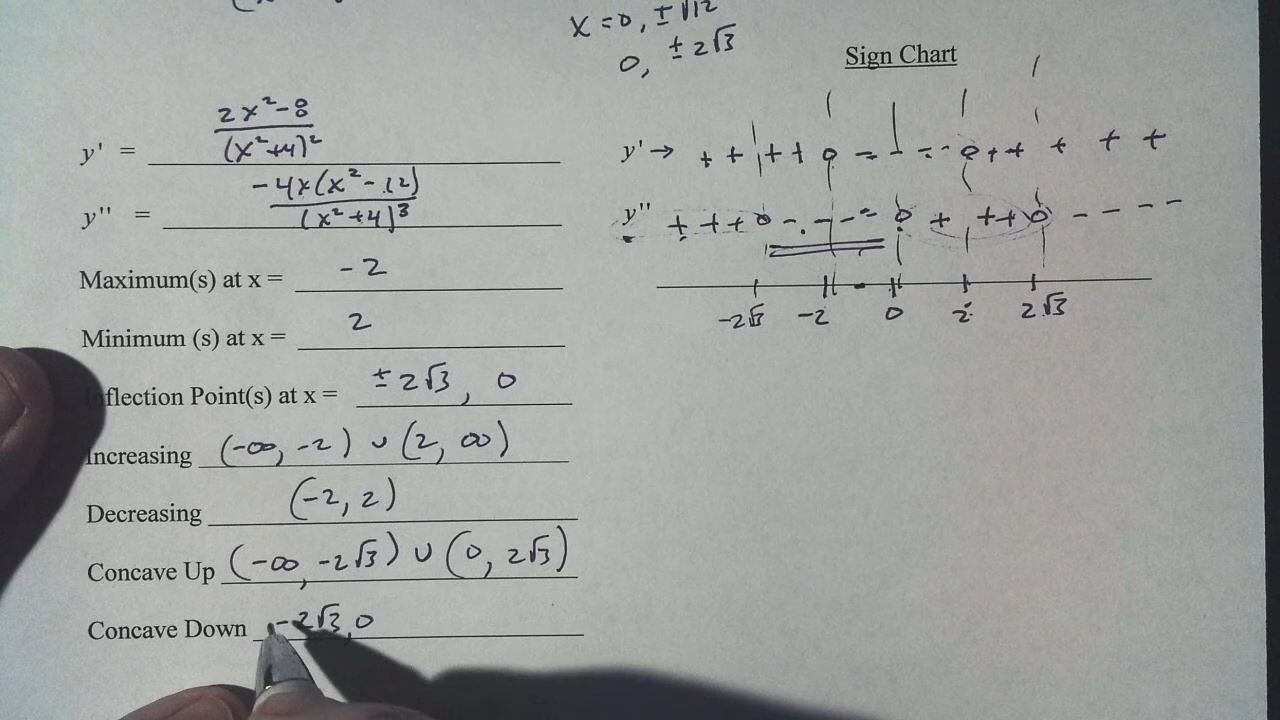 x = 0, ±√12
0, ±2√3
Sign Chart
y' = (2x²-8)/(x²+4)²
y'' = -4x(x²-12)/(x²+4)³
Maximum(s) at x = -2
Minimum (s) at x = 2
Inflection Point(s) at x = ±2√3, 0
Increasing (-∞, -2) ∪ (2, ∞)
Decreasing (-2, 2)
Concave Up (-∞, -2√3) ∪ (0, 2√3)
Concave Down -2√3, 0
y' → + + + + 0 - - - - 0 + + + + +
y'' + + + + 0 - - - - 0 + + + 0 - - - -
-2√3 -2 0 2 2√3